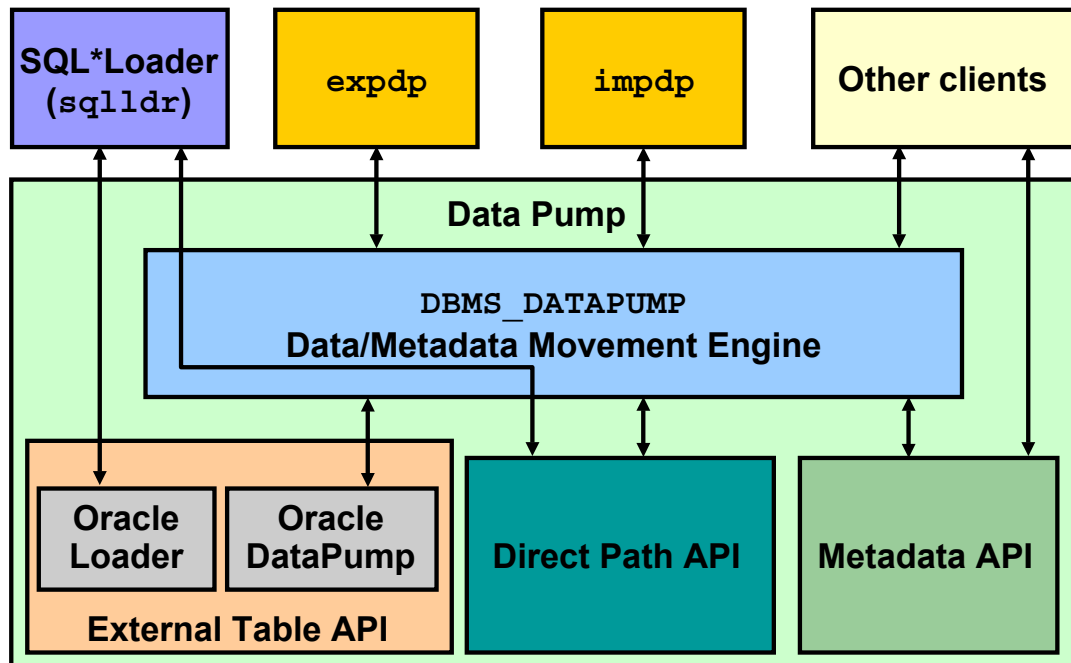 SQL*Loader
(sqlldr)
expdp
impdp
Other clients
Data Pump
DBMS_DATAPUMP
Data/Metadata Movement Engine
Oracle
Loader
Oracle
DataPump
External Table API
Direct Path API
Metadata API